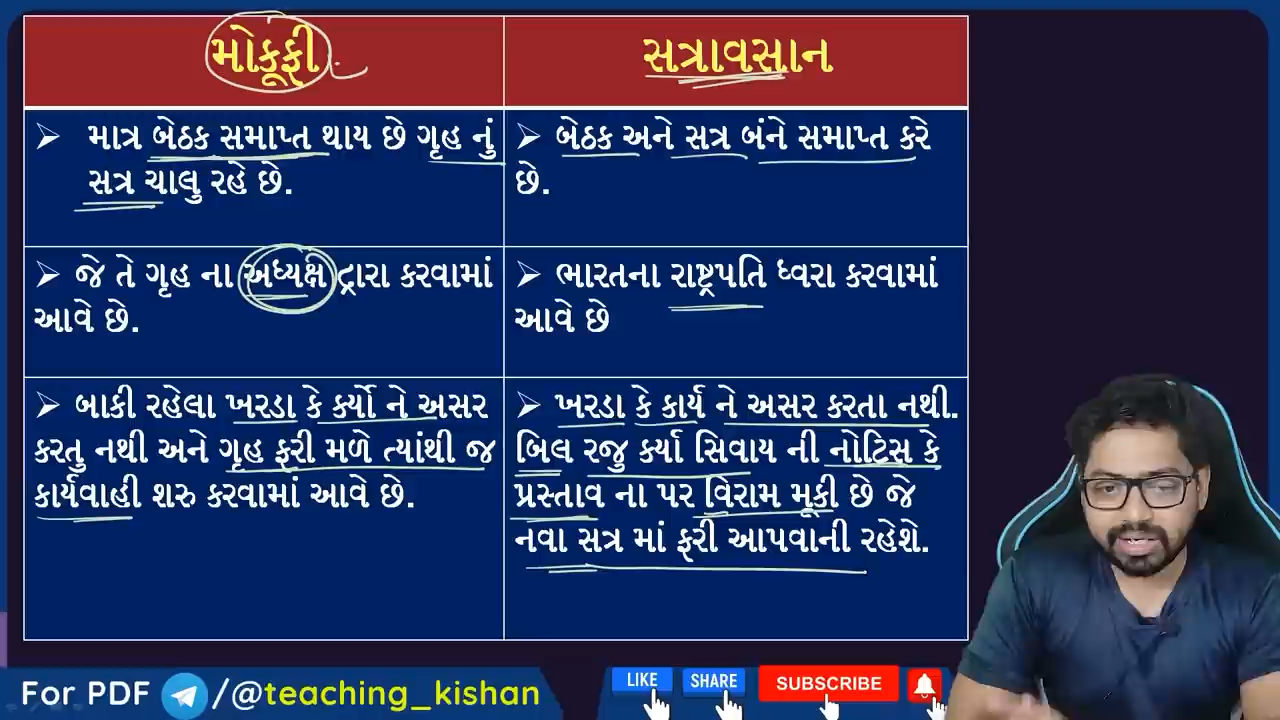 મોકૂફી
સત્રાવસાન
➢ માત્ર બેઠક સમાપ્ત થાય છે ગૃહ નું
સત્ર ચાલુ રહે છે.
➢ બેઠક અને સત્ર બંને સમાપ્ત કરે
છે.
➢ જે તે ગૃહ ના અધ્યક્ષ દ્રારા કરવામાં
આવે છે.
➢ ભારતના રાષ્ટ્રપતિ ધ્વરા કરવામાં
આવે છે
➢ બાકી રહેલા ખરડા કે ર્ક્યો ને અસર
કરતુ નથી અને ગૃહ ફરી મળે ત્યાંથી જ
કાર્યવાહી શરુ કરવામાં આવે છે.
➢ ખરડા કે કાર્ય ને અસર કરતા નથી.
બિલ રજુ કર્યા સિવાય ની નોટિસ કે
પ્રસ્તાવ ના પર વિરામ મૂકી છે જે
નવા સત્ર માં ફરી આપવાની રહેશે.
For PDF /@teaching_kishan
LIKE
SHARE
SUBSCRIBE